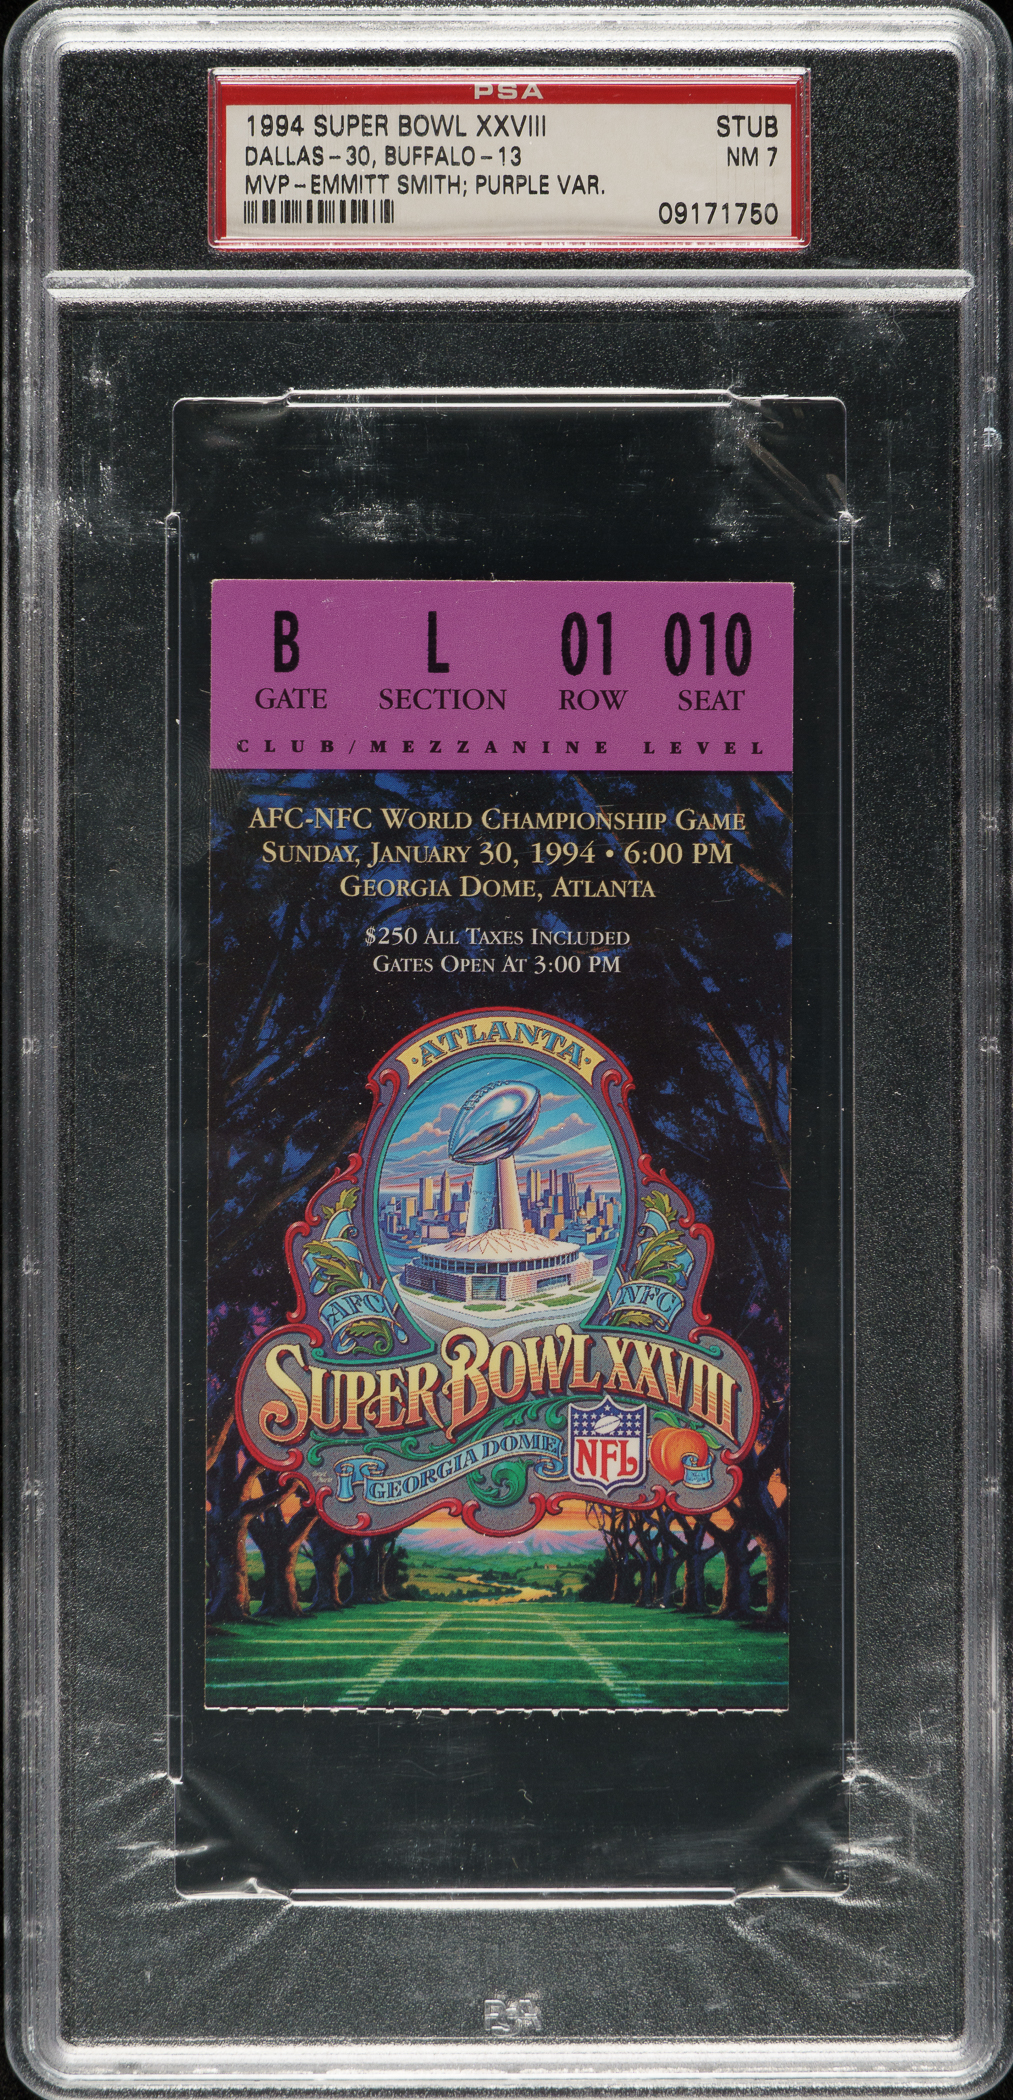 PSA
1994 SUPER BOWL XXVIII STUB
DALLAS-30, BUFFALO-13 NM 7
MVP-EMMITT SMITH; PURPLE VAR.
09171750
B L 01 010
GATE SECTION ROW SEAT
CLUB/MEZZANINE LEVEL
AFC-NFC WORLD CHAMPIONSHIP GAME
SUNDAY, JANUARY 30, 1994 • 6:00 PM
GEORGIA DOME, ATLANTA
$250 ALL TAXES INCLUDED
GATES OPEN AT 3:00 PM
·ATLANTA·
AFC NFC
SUPER BOWL XXVIII
GEORGIA DOME
NFL
PSA